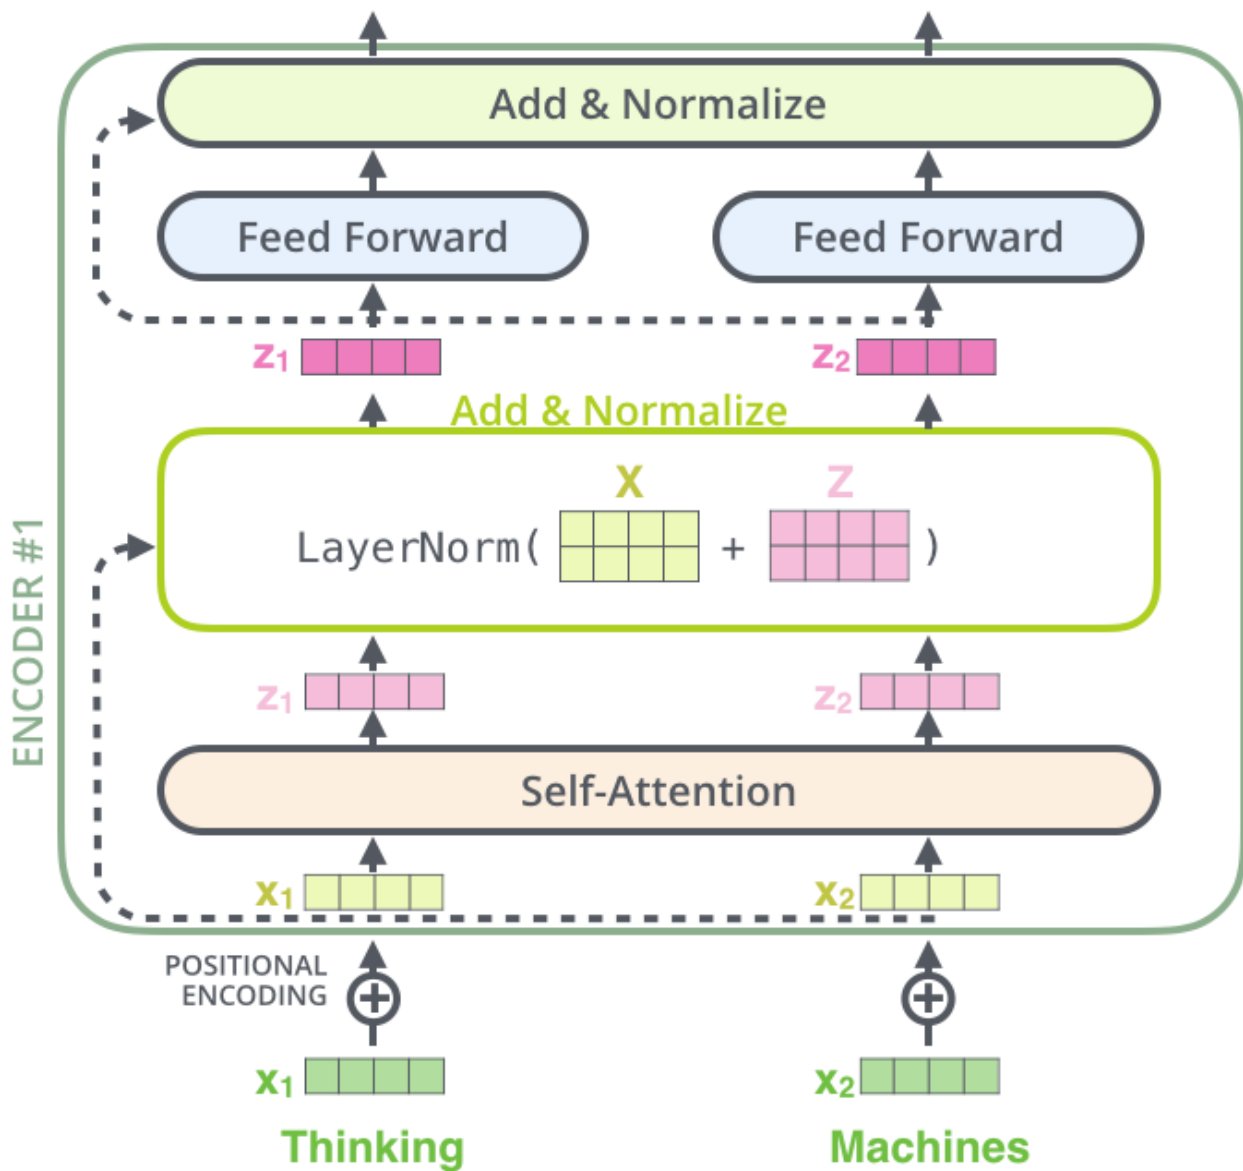 Add & Normalize
Feed Forward
Feed Forward
z1
z2
Add & Normalize
X
Z
LayerNorm(
+
)
ENCODER #1
z1
z2
Self-Attention
x1
x2
POSITIONAL
ENCODING
x1
x2
Thinking
Machines